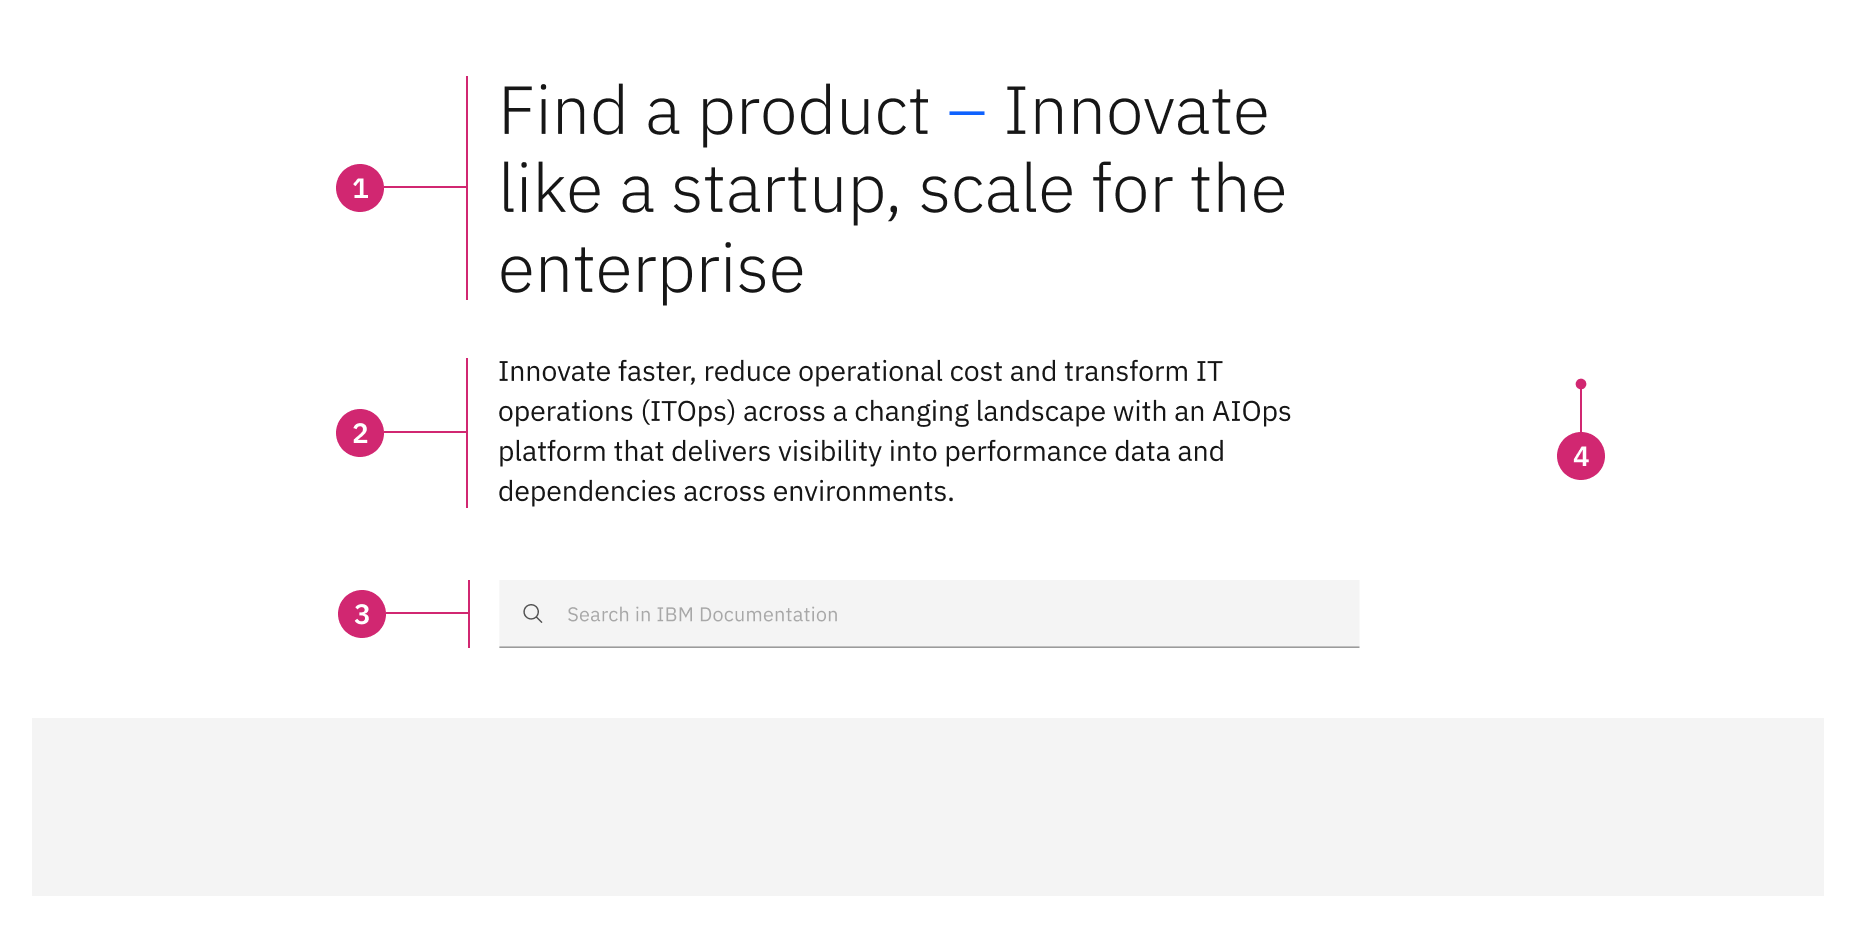 Find a product – Innovate
like a startup, scale for the
enterprise
1
Innovate faster, reduce operational cost and transform IT
operations (ITOps) across a changing landscape with an AIOps
platform that delivers visibility into performance data and
dependencies across environments.
2
4
3
Search in IBM Documentation